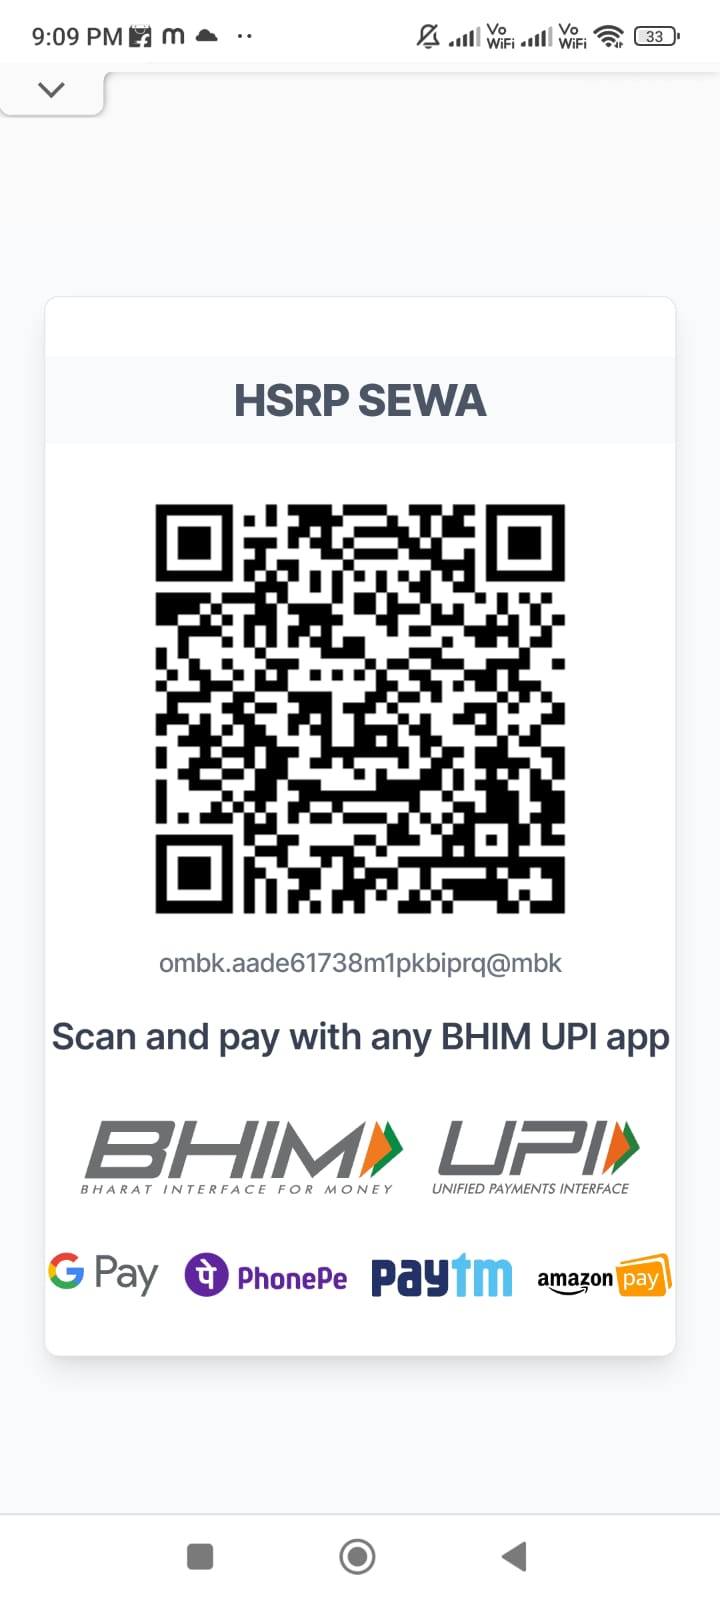 9:09 PM
Vo WiFi Vo WiFi 33
HSRP SEWA
ombk.aade61738m1pkbiprq@mbk
Scan and pay with any BHIM UPI app
BHIM UPI
BHARAT INTERFACE FOR MONEY UNIFIED PAYMENTS INTERFACE
G Pay पे PhonePe paytm amazon pay